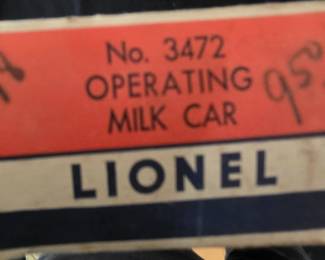 No. 3472
OPERATING
MILK CAR
LIONEL